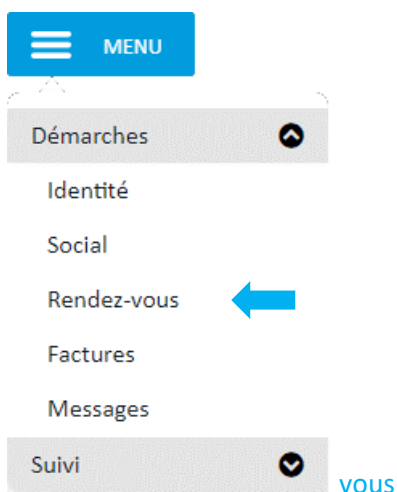 MENU
Démarches
Identité
Social
Rendez-vous
Factures
Messages
Suivi
vous